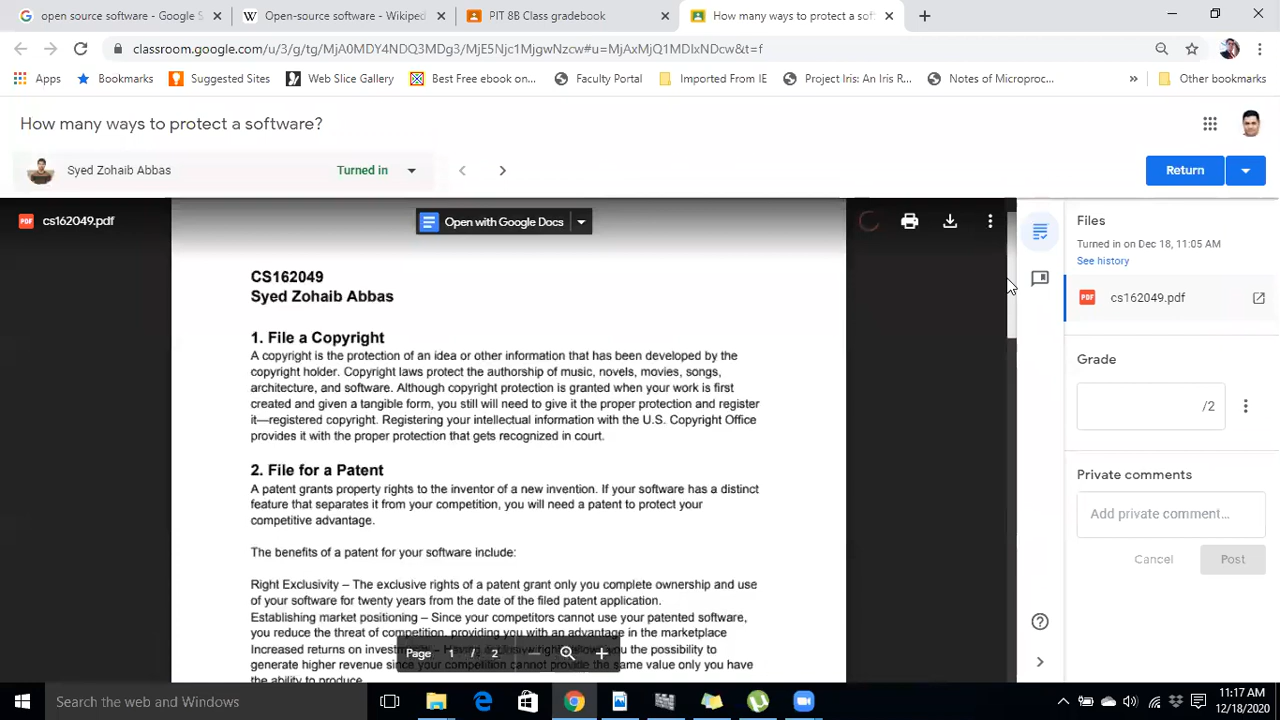 open source software - Google S
Open-source software - Wikiped
PIT 8B Class gradebook
How many ways to protect a sof
classroom.google.com/u/3/g/tg/MjA0MDY4NDQ3MDg3/MjE5Njc1MjgwNzcw#u=MjAxMjQ1MDIxNDcw&t=f
Apps
Bookmarks
Suggested Sites
Web Slice Gallery
Best Free ebook on...
Faculty Portal
Imported From IE
Project Iris: An Iris R...
Notes of Microproc...
»
Other bookmarks
How many ways to protect a software?
Syed Zohaib Abbas
Turned in
Return
PDF
cs162049.pdf
Open with Google Docs
CS162049
Syed Zohaib Abbas
1. File a Copyright
A copyright is the protection of an idea or other information that has been developed by the
copyright holder. Copyright laws protect the authorship of music, novels, movies, songs,
architecture, and software. Although copyright protection is granted when your work is first
created and given a tangible form, you still will need to give it the proper protection and register
it—registered copyright. Registering your intellectual information with the U.S. Copyright Office
provides it with the proper protection that gets recognized in court.
2. File for a Patent
A patent grants property rights to the inventor of a new invention. If your software has a distinct
feature that separates it from your competition, you will need a patent to protect your
competitive advantage.
The benefits of a patent for your software include:
Right Exclusivity – The exclusive rights of a patent grant only you complete ownership and use
of your software for twenty years from the date of the filed patent application.
Establishing market positioning – Since your competitors cannot use your patented software,
you reduce the threat of competition, providing you with an advantage in the marketplace
Increased returns on you the possibility to
generate higher revenue since your competition cannot provide the same value only you have
the ability to produce.
Page 1 / 2
Files
Turned in on Dec 18, 11:05 AM
See history
PDF
cs162049.pdf
Grade
/2
Private comments
Add private comment...
Cancel
Post
Search the web and Windows
11:17 AM
12/18/2020